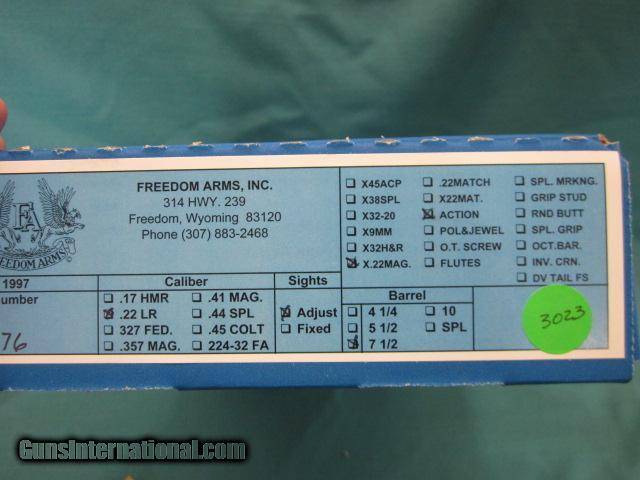 FREEDOM ARMS, INC.
314 HWY. 239
Freedom, Wyoming 83120
Phone (307) 883-2468
FA
FREEDOM ARMS
X45ACP .22MATCH SPL. MRKNG.
X38SPL X22MAT. GRIP STUD
X32-20 ACTION RND BUTT
X9MM POL&JEWEL SPL. GRIP
X32H&R O.T. SCREW OCT.BAR.
X.22MAG. FLUTES INV. CRN.
DV TAIL FS
1997 Caliber Sights Barrel
umber
76
.17 HMR .41 MAG.
.22 LR .44 SPL
327 FED. .45 COLT
.357 MAG. 224-32 FA
Adjust
Fixed
4 1/4 10
5 1/2 SPL
7 1/2
3023
GunsInternational.com